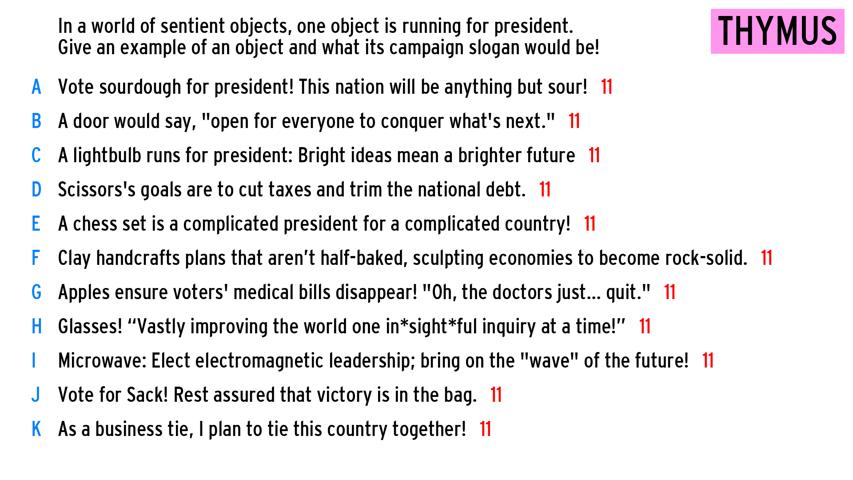 In a world of sentient objects, one object is running for president.
Give an example of an object and what its campaign slogan would be!
THYMUS
A Vote sourdough for president! This nation will be anything but sour! 11
B A door would say, "open for everyone to conquer what's next." 11
C A lightbulb runs for president: Bright ideas mean a brighter future 11
D Scissors's goals are to cut taxes and trim the national debt. 11
E A chess set is a complicated president for a complicated country! 11
F Clay handcrafts plans that aren’t half-baked, sculpting economies to become rock-solid. 11
G Apples ensure voters' medical bills disappear! "Oh, the doctors just... quit." 11
H Glasses! “Vastly improving the world one in*sight*ful inquiry at a time!” 11
I Microwave: Elect electromagnetic leadership; bring on the "wave" of the future! 11
J Vote for Sack! Rest assured that victory is in the bag. 11
K As a business tie, I plan to tie this country together! 11